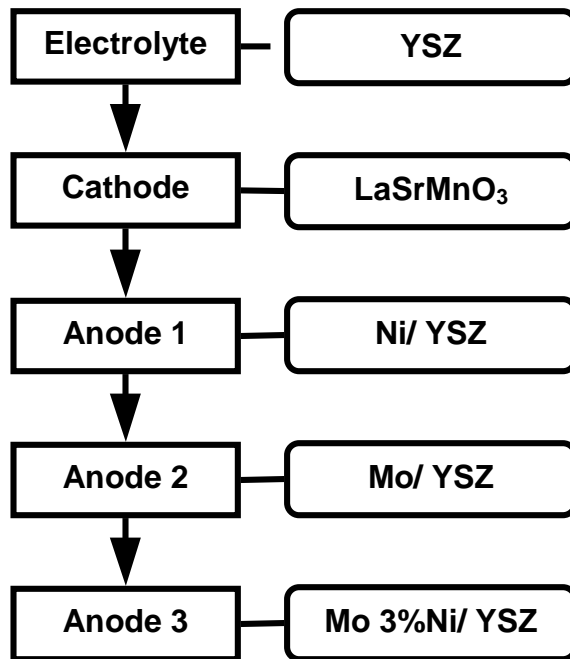 Electrolyte
YSZ
Cathode
LaSrMnO₃
Anode 1
Ni/ YSZ
Anode 2
Mo/ YSZ
Anode 3
Mo 3%Ni/ YSZ